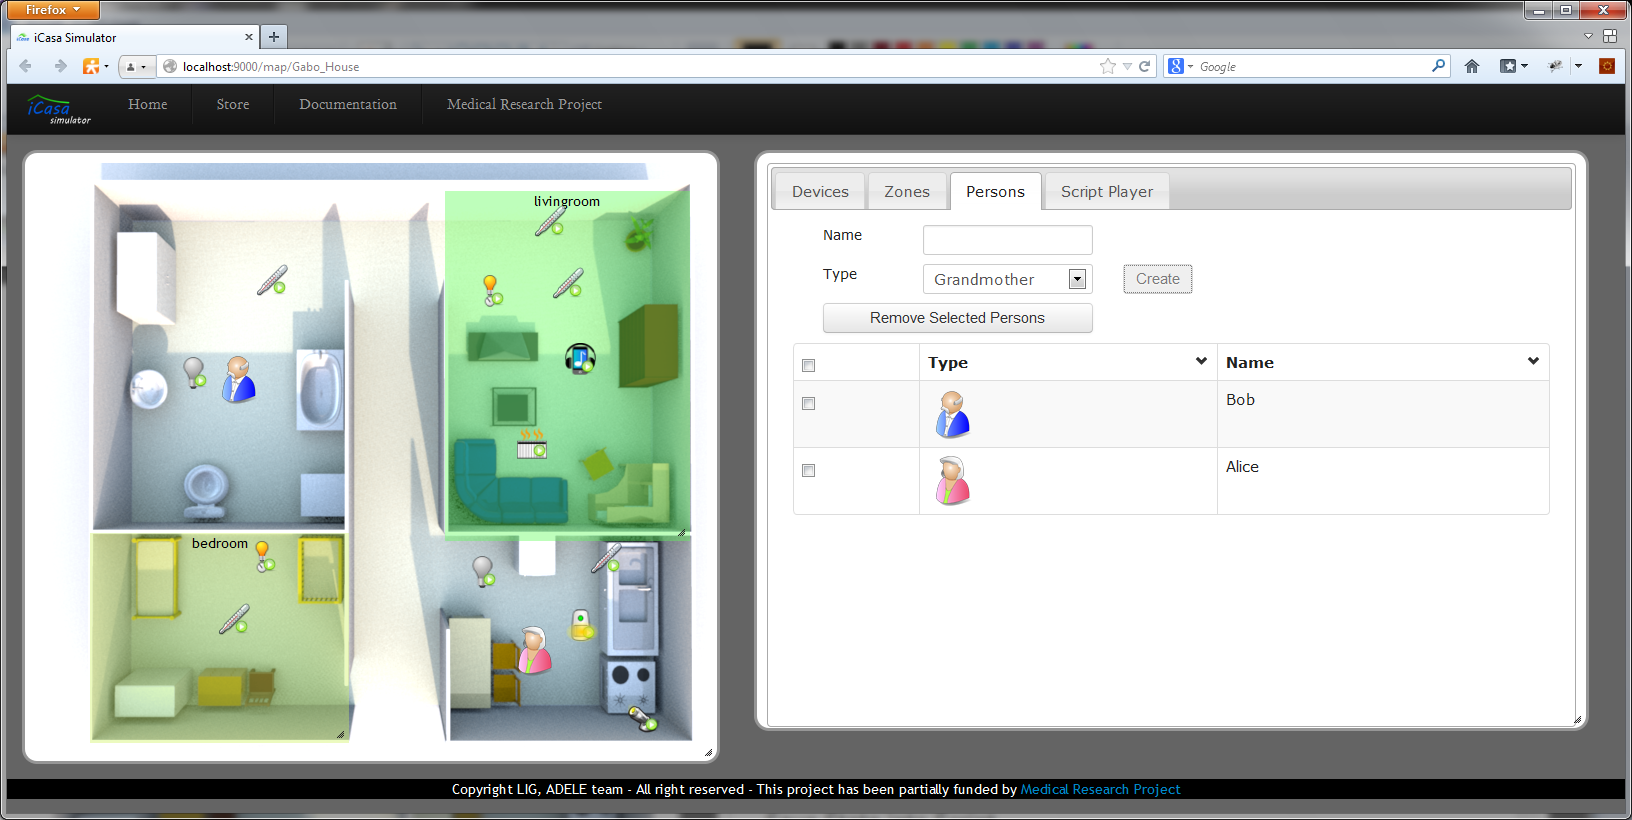 Firefox
iCasa Simulator
localhost:9000/map/Gabo_House
Google
iCasa
simulator
Home
Store
Documentation
Medical Research Project
livingroom
bedroom
Devices
Zones
Persons
Script Player
Name
Type
Grandmother
Create
Remove Selected Persons
Type
Name
Bob
Alice
Copyright LIG, ADELE team - All right reserved - This project has been partially funded by Medical Research Project